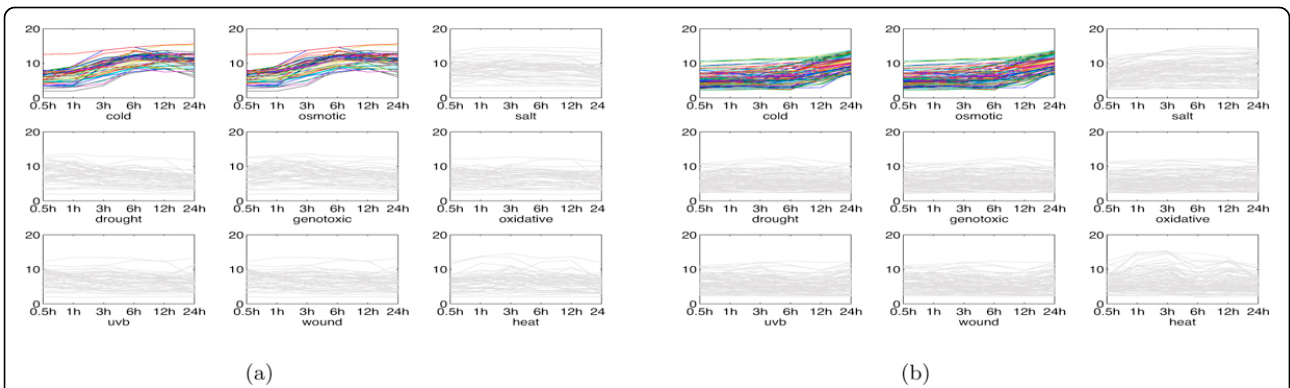 20 20 20 20 20 20
10 10 10 10 10 10
0 0 0 0 0 0
0.5h 1h 3h 6h 12h 24h 0.5h 1h 3h 6h 12h 24h 0.5h 1h 3h 6h 12h 24 0.5h 1h 3h 6h 12h 24h 0.5h 1h 3h 6h 12h 24h 0.5h 1h 3h 6h 12h 24
cold osmotic salt cold osmotic salt
20 20 20 20 20 20
10 10 10 10 10 10
0 0 0 0 0 0
0.5h 1h 3h 6h 12h 24h 0.5h 1h 3h 6h 12h 24h 0.5h 1h 3h 6h 12h 24h 0.5h 1h 3h 6h 12h 24h 0.5h 1h 3h 6h 12h 24h 0.5h 1h 3h 6h 12h 24h
drought genotoxic oxidative drought genotoxic oxidative
20 20 20 20 20 20
10 10 10 10 10 10
0 0 0 0 0 0
0.5h 1h 3h 6h 12h 24h 0.5h 1h 3h 6h 12h 24h 0.5h 1h 3h 6h 12h 24 0.5h 1h 3h 6h 12h 24h 0.5h 1h 3h 6h 12h 24h 0.5h 1h 3h 6h 12h 24h
uvb wound heat uvb wound heat
(a) (b)